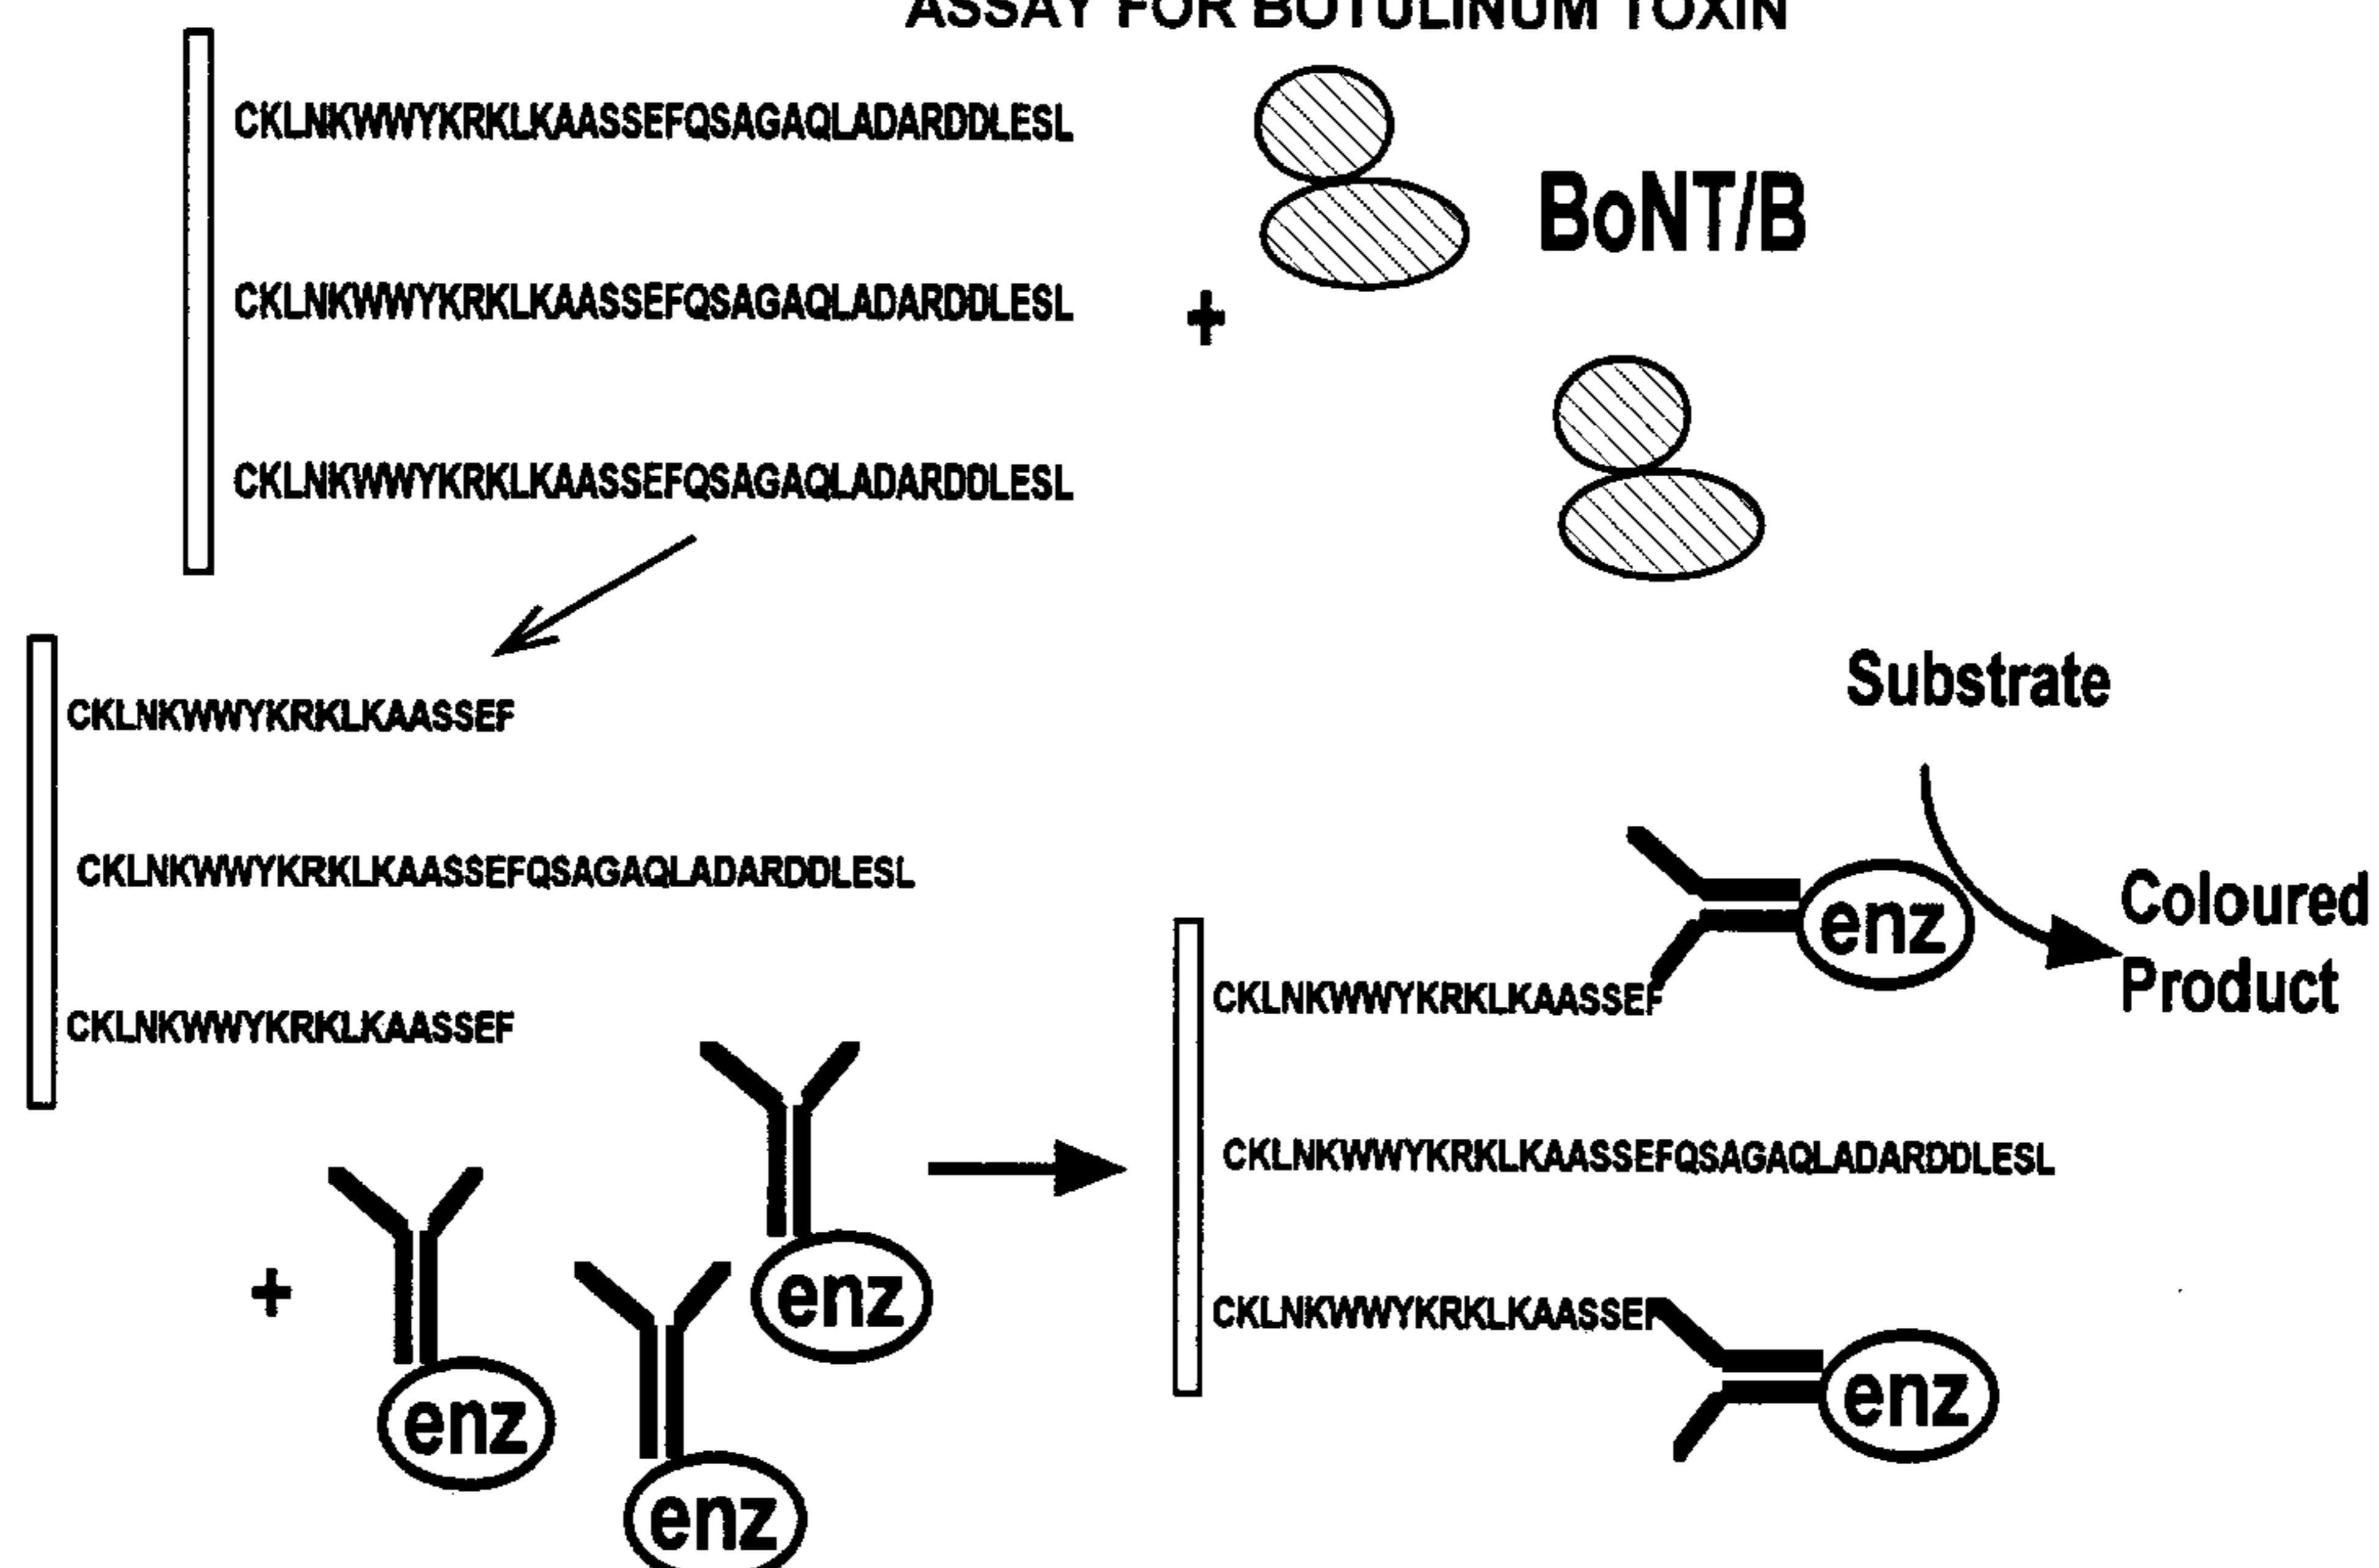 ASSAY FOR BOTULINUM TOXIN
CKLNKWWYKRKLKAASSEFQSAGAQLADARDDLESL
BoNT/B
CKLNKWWYKRKLKAASSEFQSAGAQLADARDDLESL
+
CKLNKWWYKRKLKAASSEFQSAGAQLADARDDLESL
Substrate
CKLNKWWYKRKLKAASSEF
CKLNKWWYKRKLKAASSEFQSAGAQLADARDDLESL
CKLNKWWYKRKLKAASSEF
enz
Coloured
Product
CKLNKWWYKRKLKAASSEF
CKLNKWWYKRKLKAASSEFQSAGAQLADARDDLESL
CKLNKWWYKRKLKAASSEF
enz
+
enz
enz
enz